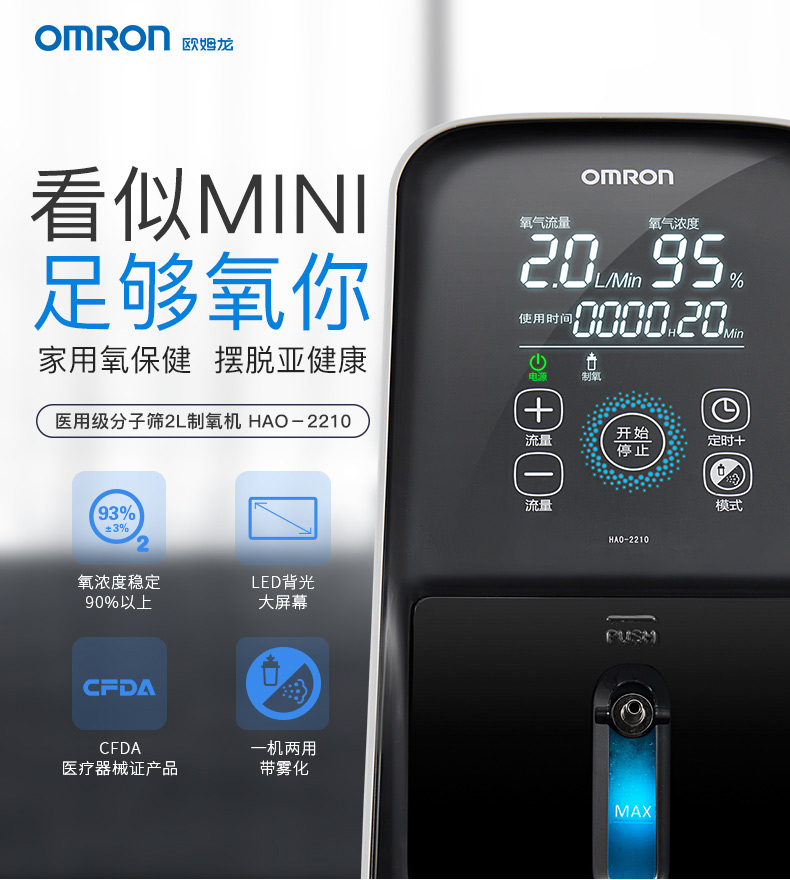 OMRON 欧姆龙
看似MINI
足够氧你
家用氧保健 摆脱亚健康
医用级分子筛2L制氧机 HAO-2210
93%
±3%
2
氧浓度稳定
90%以上
LED背光
大屏幕
CFDA
CFDA
医疗器械证产品
一机两用
带雾化
OMRON
氧气流量 氧气浓度
2.0 L/Min 95 %
使用时间 0000 H 20 Min
电源 制氧
流量
开始
停止
定时+
流量
模式
HAO-2210
PUSH
MAX